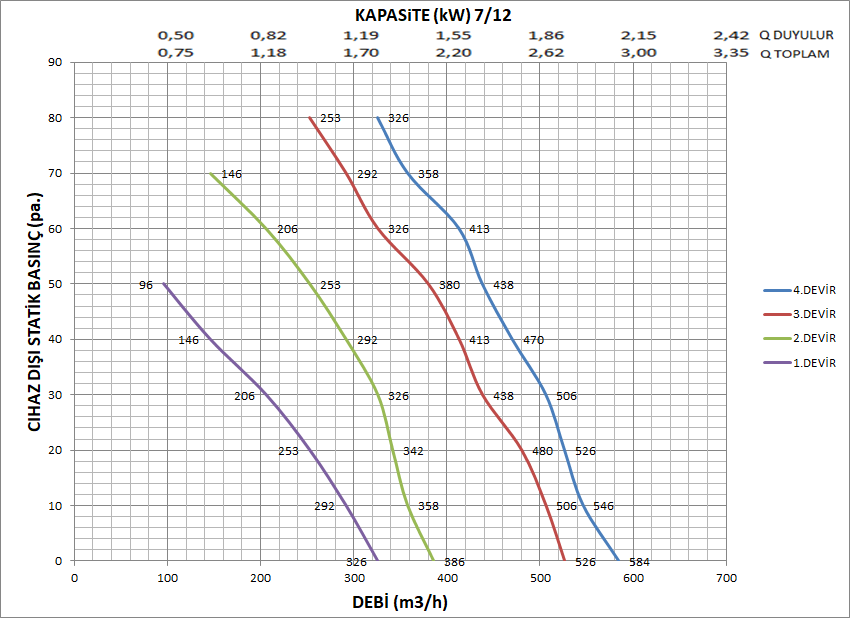 KAPASiTE (kW) 7/12
0,50 0,82 1,19 1,55 1,86 2,15 2,42 Q DUYULUR
0,75 1,18 1,70 2,20 2,62 3,00 3,35 Q TOPLAM
90
80 253 326
70 146 292 358
60 206 326 413
50 96 253 380 438
40 146 292 413 470
30 206 326 438 506
20 253 342 480 526
10 292 358 506 546
0 326 386 526 584
0 100 200 300 400 500 600 700
CIHAZ DIŞI STATİK BASINÇ (pa.)
DEBİ (m3/h)
4.DEVİR
3.DEVİR
2.DEVİR
1.DEVİR